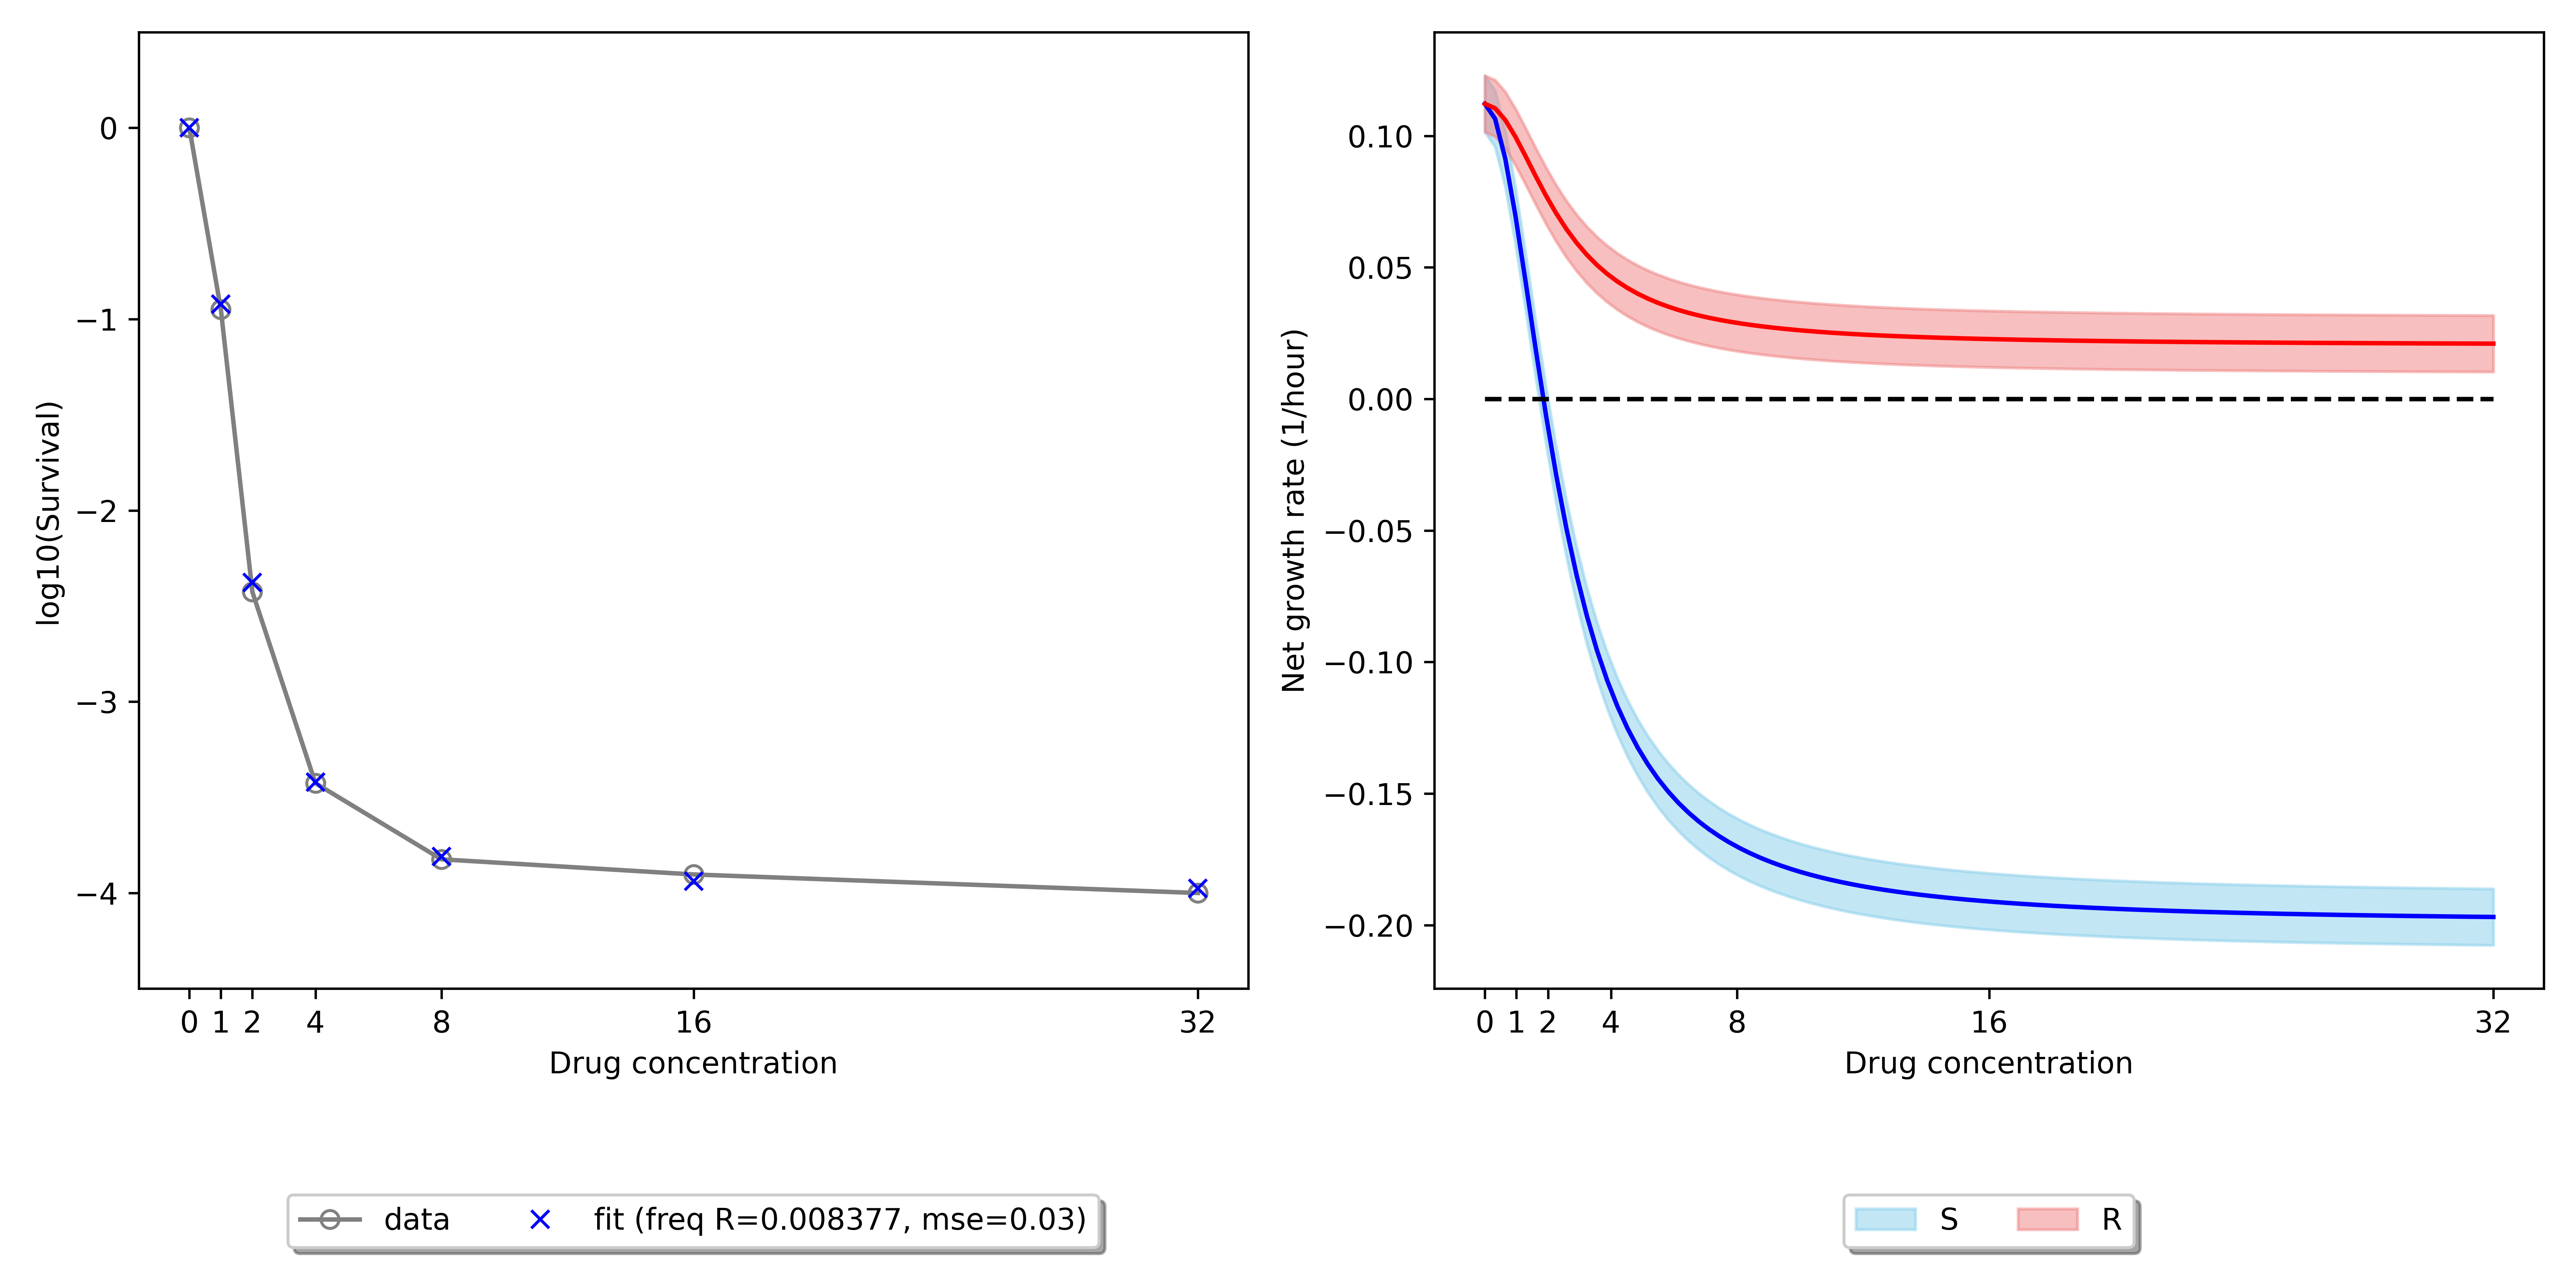 0
−1
−2
−3
−4
log10(Survival)
0 1 2 4 8 16 32
Drug concentration
data fit (freq R=0.008377, mse=0.03)
0.10
0.05
0.00
−0.05
−0.10
−0.15
−0.20
Net growth rate (1/hour)
0 1 2 4 8 16 32
Drug concentration
S R